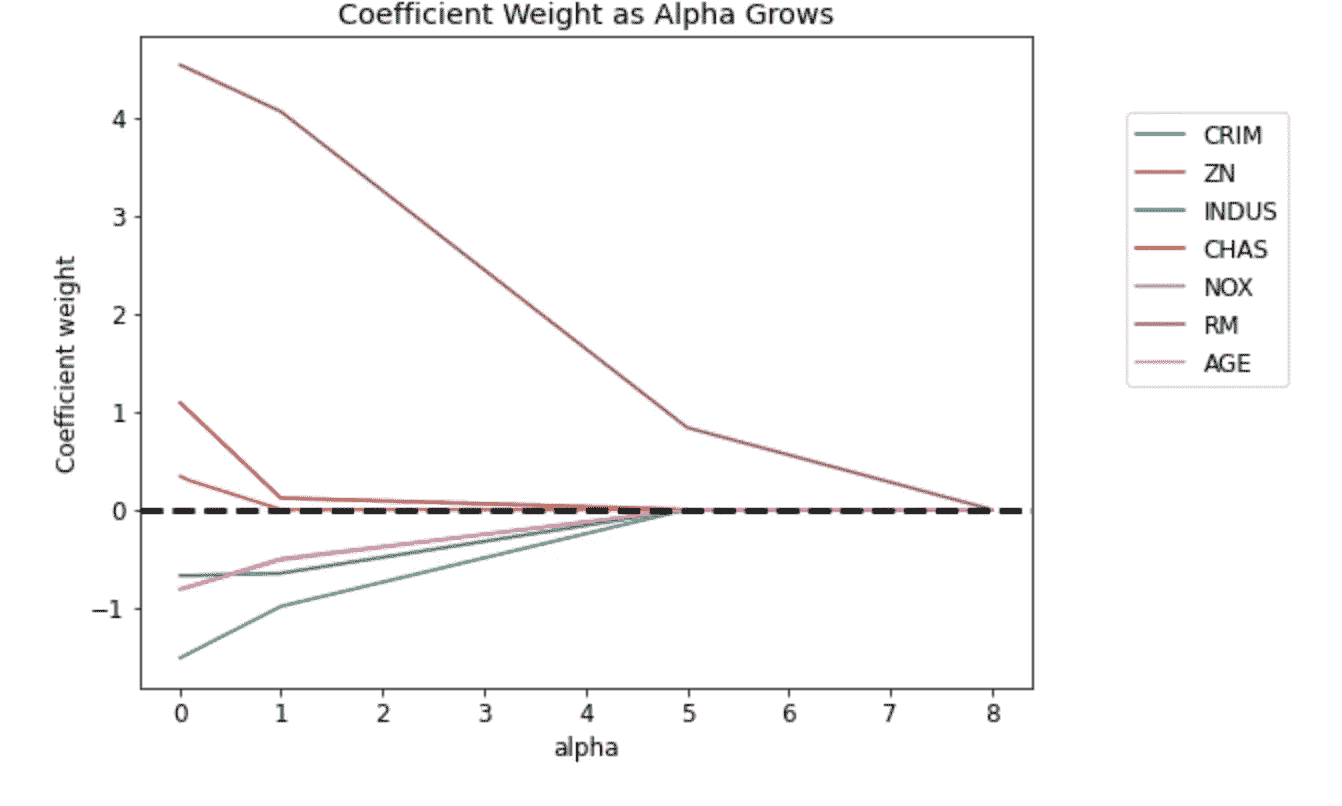 Coefficient Weight as Alpha Grows
4
3
2
1
0
−1
Coefficient weight
0 1 2 3 4 5 6 7 8
alpha
CRIM
ZN
INDUS
CHAS
NOX
RM
AGE